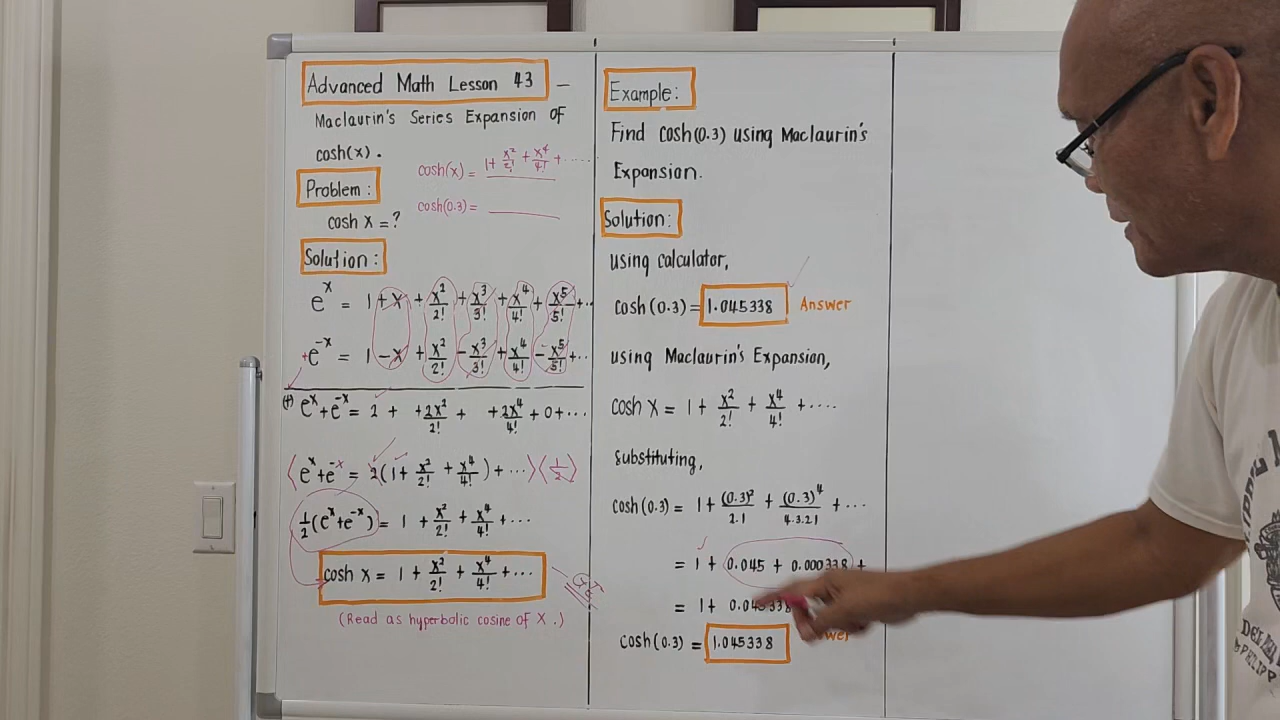 Advanced Math Lesson 43 —
Maclaurin's Series Expansion of
cosh(x).
cosh(x) = 1 + x²/2! + x⁴/4! + ......
Problem:
cosh(0.3) = ______
cosh x = ?
Solution:
eˣ = 1 + x + x²/2! + x³/3! + x⁴/4! + x⁵/5! + ..
+ e⁻ˣ = 1 - x + x²/2! - x³/3! + x⁴/4! - x⁵/5! + ..
(+) eˣ + e⁻ˣ = 2 + + 2x²/2! + + 2x⁴/4! + 0 + ...
⟨ eˣ + e⁻ˣ = 2(1 + x²/2! + x⁴/4!) + ... ⟩⟨1/2⟩
1/2(eˣ + e⁻ˣ) = 1 + x²/2! + x⁴/4! + ...
cosh x = 1 + x²/2! + x⁴/4! + ...
(Read as hyperbolic cosine of x.)
Example:
Find cosh(0.3) using Maclaurin's
Expansion.
Solution:
using calculator,
cosh(0.3) = 1.045338 Answer
using Maclaurin's Expansion,
cosh x = 1 + x²/2! + x⁴/4! + ....
substituting,
cosh(0.3) = 1 + (0.3)²/2.1 + (0.3)⁴/4.3.2.1 + ...
= 1 + 0.045 + 0.000338 +
= 1 + 0.045338
cosh(0.3) = 1.045338